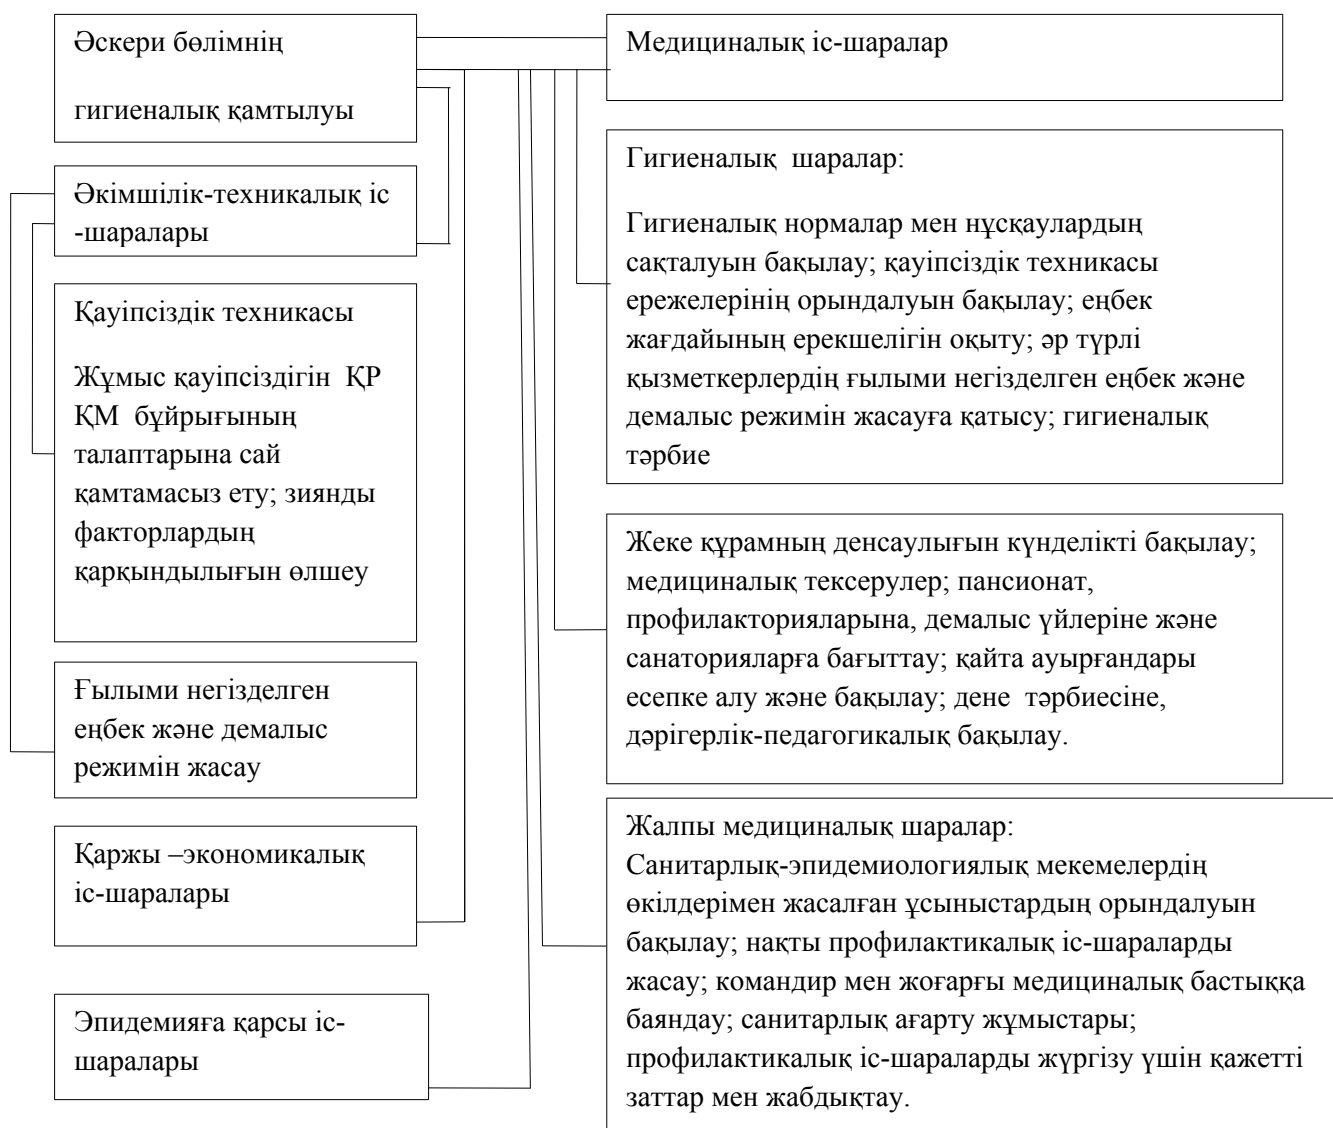 Әскери бөлімнің
гигиеналық қамтылуы
Әкімшілік-техникалық іс
-шаралары
Қауіпсіздік техникасы
Жұмыс қауіпсіздігін ҚР
ҚМ бұйрығының
талаптарына сай
қамтамасыз ету; зиянды
факторлардың
қарқындылығын өлшеу
Ғылыми негізделген
еңбек және демалыс
режимін жасау
Қаржы –экономикалық
іс-шаралары
Эпидемияға қарсы іс-
шаралары
Медициналық іс-шаралар
Гигиеналық шаралар:
Гигиеналық нормалар мен нұсқаулардың
сақталуын бақылау; қауіпсіздік техникасы
ережелерінің орындалуын бақылау; еңбек
жағдайының ерекшелігін оқыту; әр түрлі
қызметкерлердің ғылыми негізделген еңбек және
демалыс режимін жасауға қатысу; гигиеналық
тәрбие
Жеке құрамның денсаулығын күнделікті бақылау;
медициналық тексерулер; пансионат,
профилакторияларына, демалыс үйлеріне және
санаторияларға бағыттау; қайта ауырғандары
есепке алу және бақылау; дене тәрбиесіне,
дәрігерлік-педагогикалық бақылау.
Жалпы медициналық шаралар:
Санитарлық-эпидемиологиялық мекемелердің
өкілдерімен жасалған ұсыныстардың орындалуын
бақылау; нақты профилактикалық іс-шараларды
жасау; командир мен жоғарғы медициналық бастыққа
баяндау; санитарлық ағарту жұмыстары;
профилактикалық іс-шараларды жүргізу үшін қажетті
заттар мен жабдықтау.